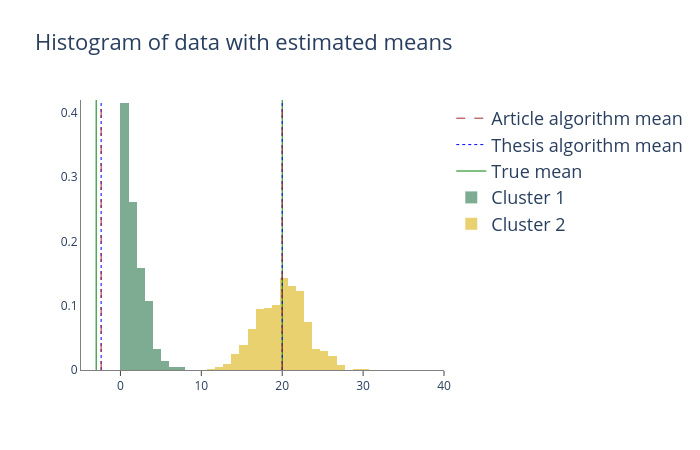 Histogram of data with estimated means
0.4
0.3
0.2
0.1
0
0 10 20 30 40
Article algorithm mean
Thesis algorithm mean
True mean
Cluster 1
Cluster 2